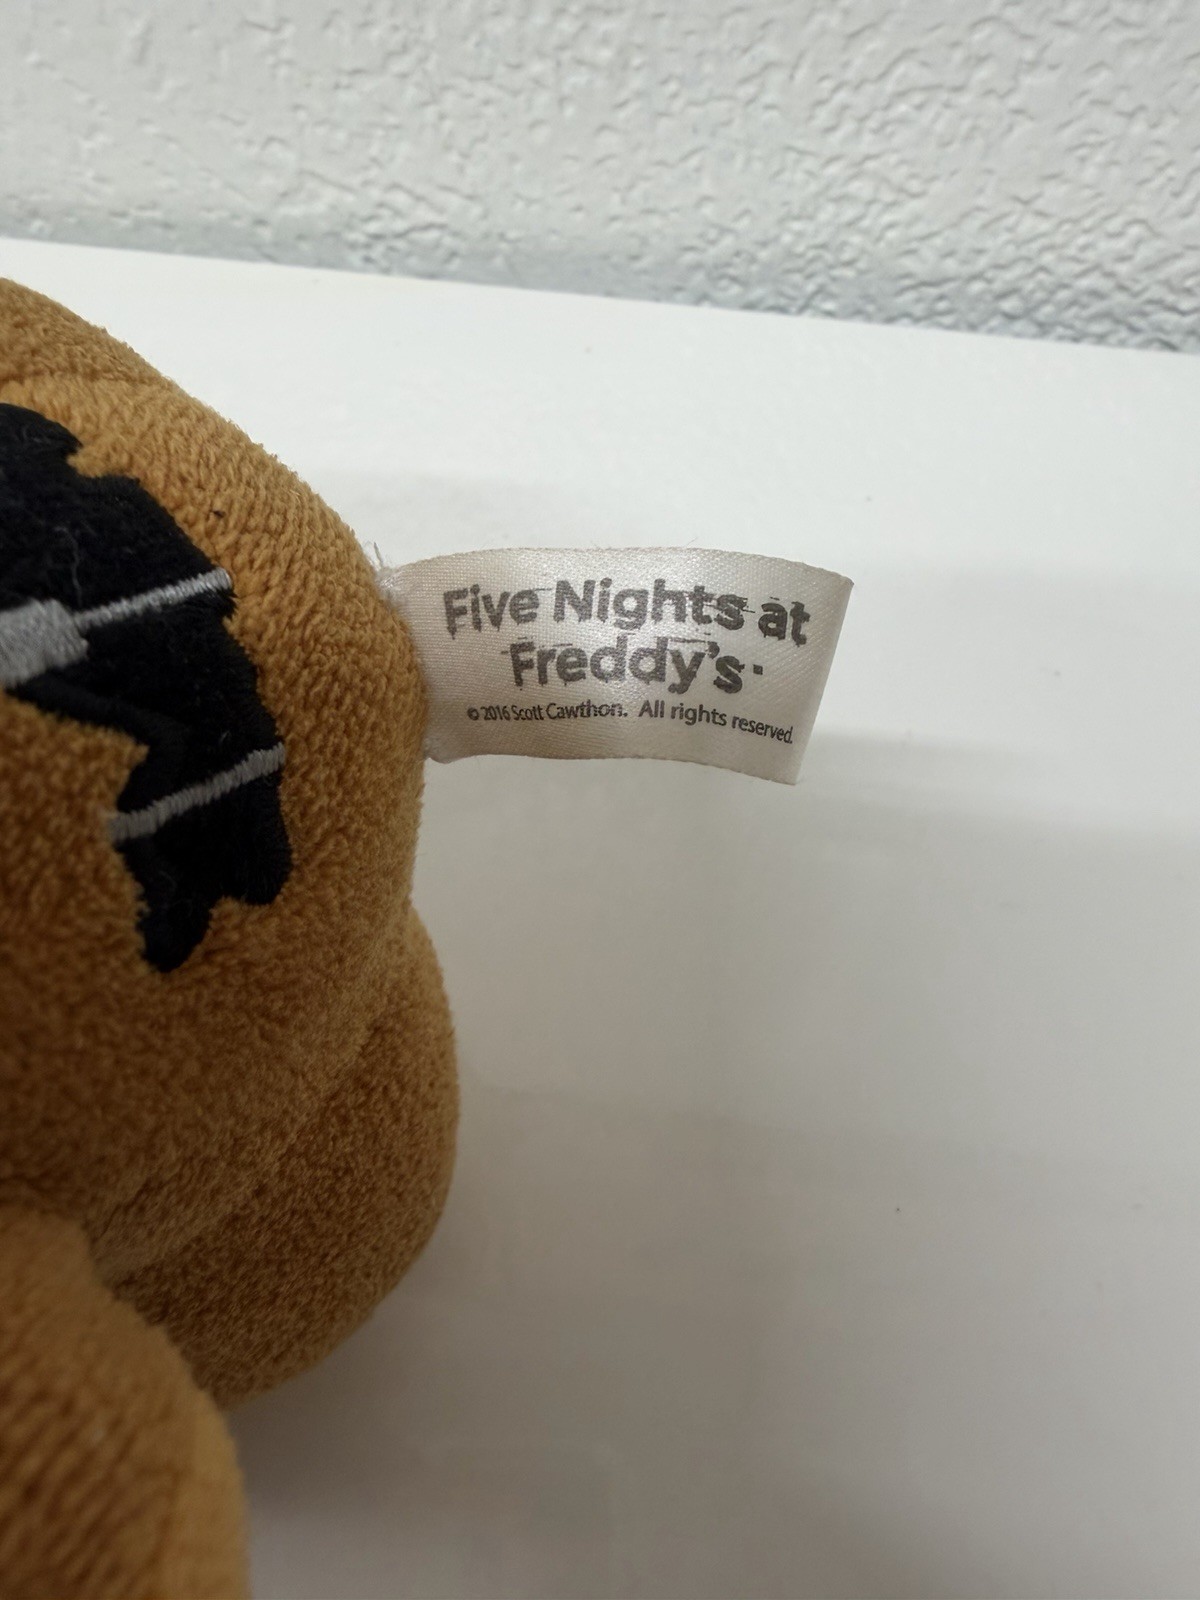 Five Nights at
Freddy's
© 2016 Scott Cawthon. All rights reserved.